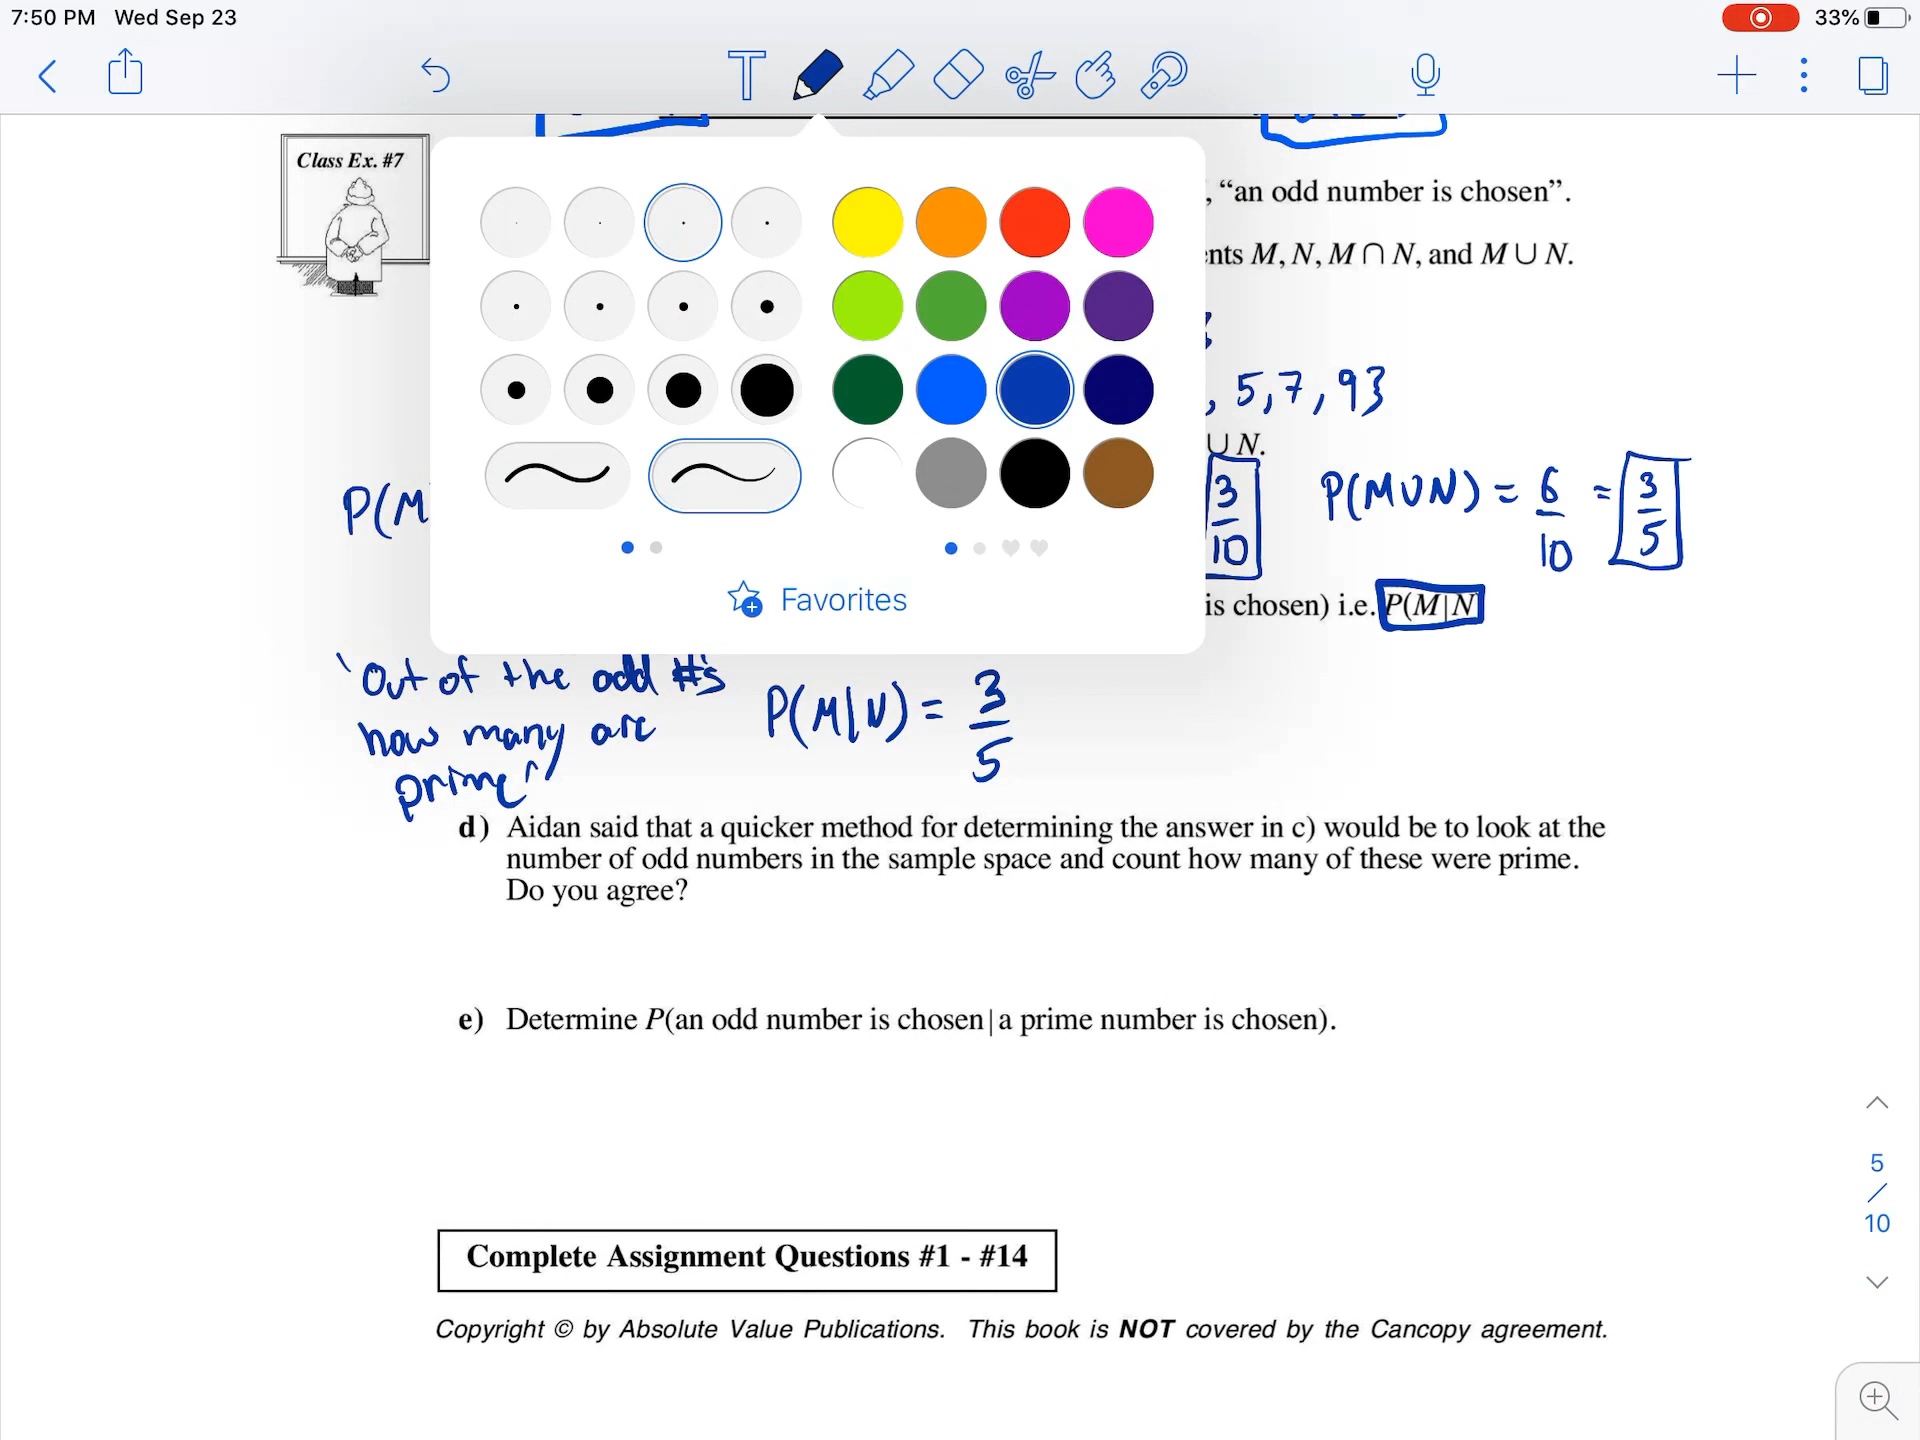 7:50 PM Wed Sep 23
33%
T
Class Ex. #7
, “an odd number is chosen”.
nts M, N, M ∩ N, and M ∪ N.
, 5, 7, 9}
∪ N.
P(M
3/10
P(M∪N) = 6/10 = 3/5
is chosen) i.e. P(M|N
Favorites
"Out of the odd #'s
how many are
prime"
P(M|N) = 3/5
d) Aidan said that a quicker method for determining the answer in c) would be to look at the
number of odd numbers in the sample space and count how many of these were prime.
Do you agree?
e) Determine P(an odd number is chosen | a prime number is chosen).
5
/
10
Complete Assignment Questions #1 - #14
Copyright © by Absolute Value Publications. This book is NOT covered by the Cancopy agreement.